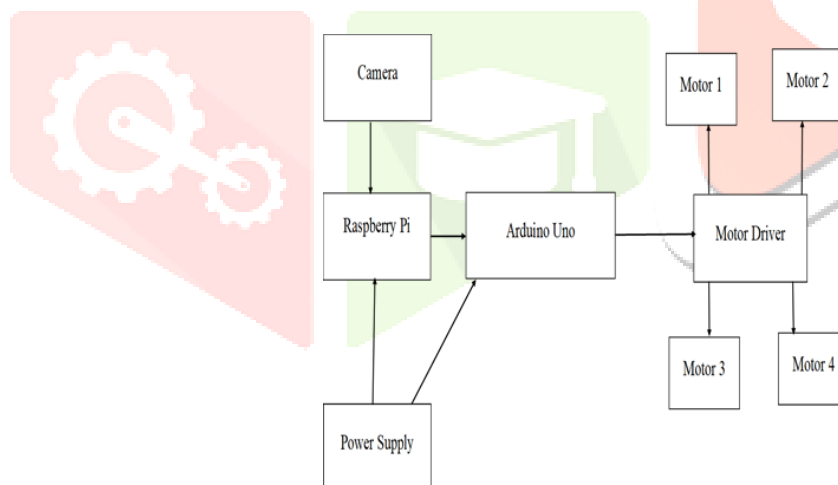 Camera
Motor 1
Motor 2
Raspberry Pi
Arduino Uno
Motor Driver
Motor 3
Motor 4
Power Supply